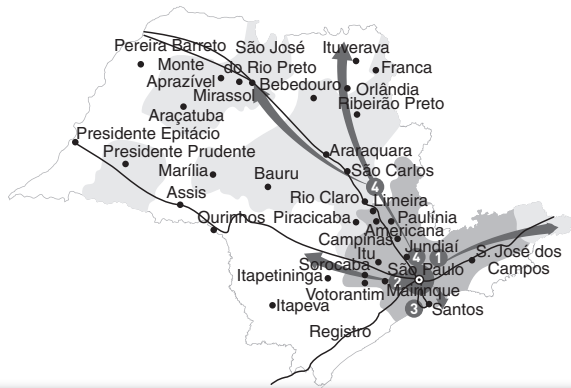 Pereira Barreto
São José
do Rio Preto
Ituverava
Franca
Monte
Aprazível
Mirassol
Bebedouro
Orlândia
Ribeirão Preto
Araçatuba
Presidente Epitácio
Presidente Prudente
Araraquara
Marília
Bauru
São Carlos
4
Assis
Rio Claro
Limeira
Ourinhos
Piracicaba
Paulínia
Americana
Campinas
Jundiaí
Itu
4
1
S. José dos
Campos
Sorocaba
São Paulo
Itapetininga
2
Votorantim
Mairinque
Itapeva
3
Santos
Registro